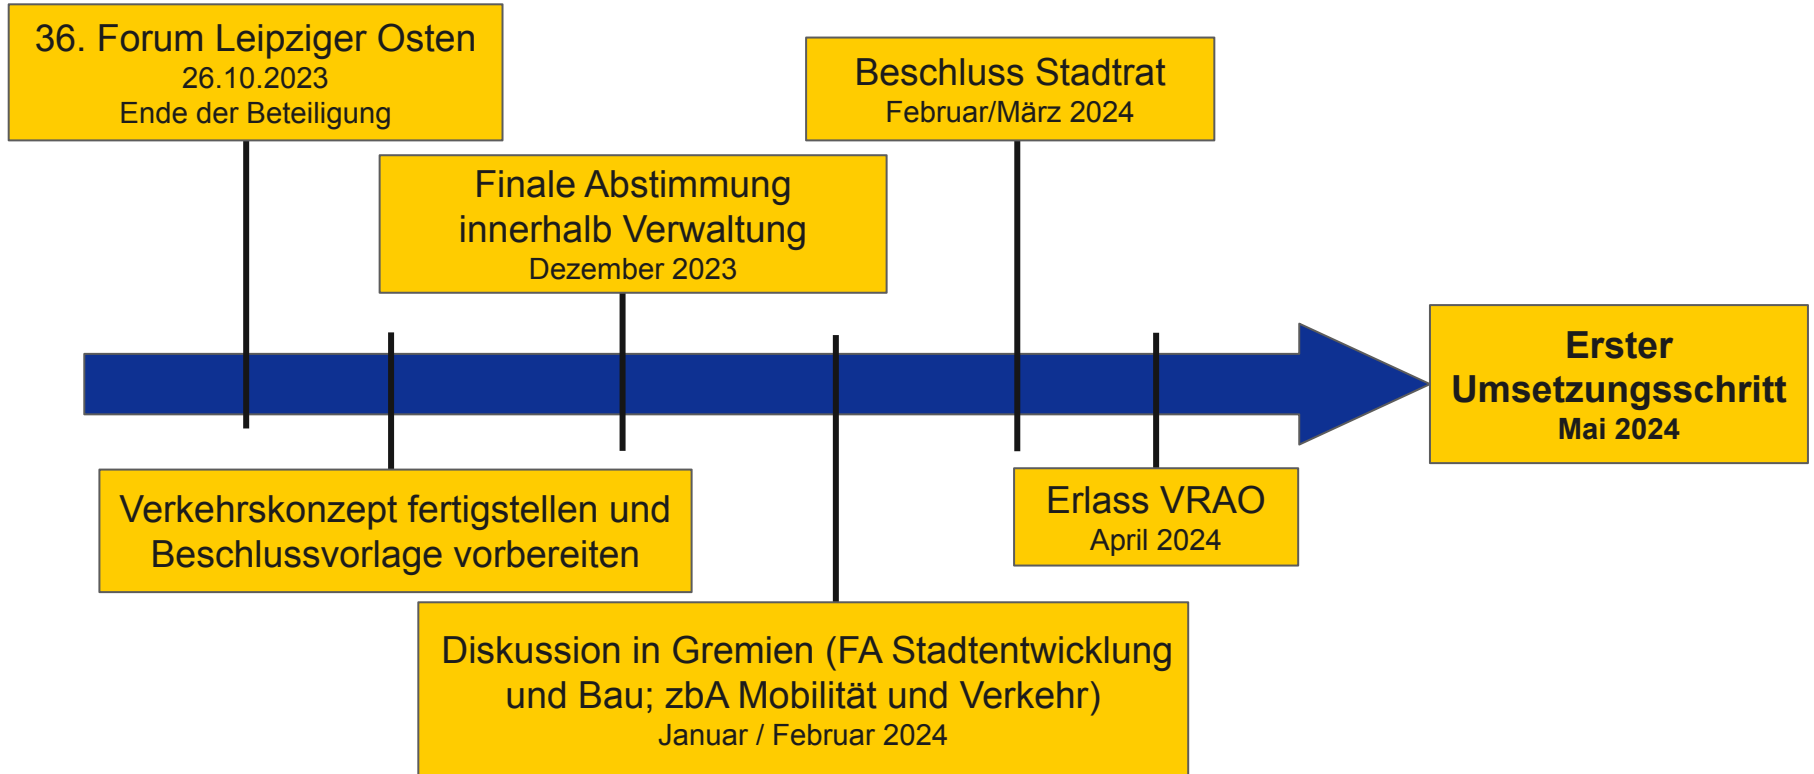 36. Forum Leipziger Osten
26.10.2023
Ende der Beteiligung
Verkehrskonzept fertigstellen und
Beschlussvorlage vorbereiten
Finale Abstimmung
innerhalb Verwaltung
Dezember 2023
Diskussion in Gremien (FA Stadtentwicklung
und Bau; zbA Mobilität und Verkehr)
Januar / Februar 2024
Beschluss Stadtrat
Februar/März 2024
Erlass VRAO
April 2024
Erster
Umsetzungsschritt
Mai 2024